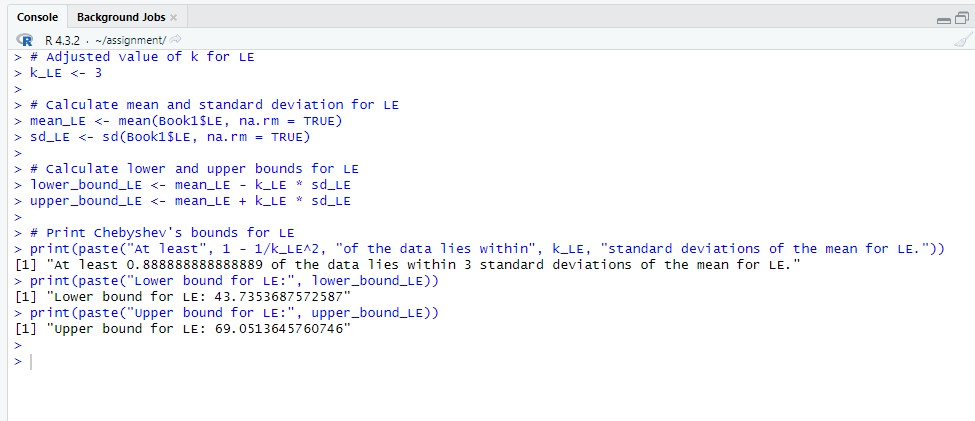 Console Background Jobs ×
R R 4.3.2 · ~/assignment/
> # Adjusted value of k for LE
> k_LE <- 3
>
> # Calculate mean and standard deviation for LE
> mean_LE <- mean(Book1$LE, na.rm = TRUE)
> sd_LE <- sd(Book1$LE, na.rm = TRUE)
>
> # Calculate lower and upper bounds for LE
> lower_bound_LE <- mean_LE - k_LE * sd_LE
> upper_bound_LE <- mean_LE + k_LE * sd_LE
>
> # Print Chebyshev's bounds for LE
> print(paste("At least", 1 - 1/k_LE^2, "of the data lies within", k_LE, "standard deviations of the mean for LE."))
[1] "At least 0.888888888888889 of the data lies within 3 standard deviations of the mean for LE."
> print(paste("Lower bound for LE:", lower_bound_LE))
[1] "Lower bound for LE: 43.7353687572587"
> print(paste("Upper bound for LE:", upper_bound_LE))
[1] "Upper bound for LE: 69.0513645760746"
>
>